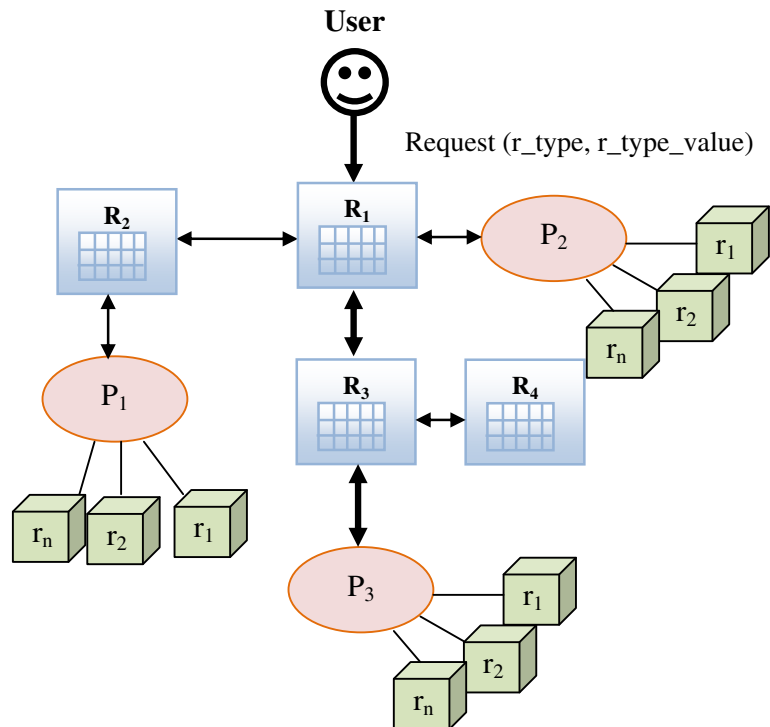 User
Request (r_type, r_type_value)
R₂
R₁
P₂
r₁
r₂
rₙ
P₁
R₃
R₄
rₙ
r₂
r₁
P₃
r₁
r₂
rₙ